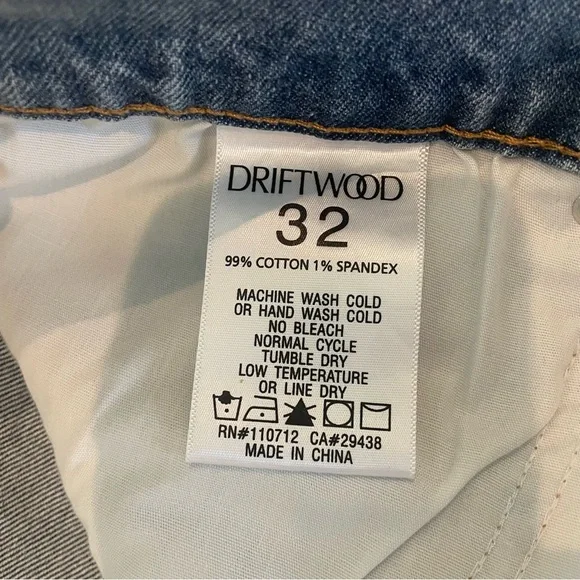 DRIFTWOOD
32
99% COTTON 1% SPANDEX
MACHINE WASH COLD
OR HAND WASH COLD
NO BLEACH
NORMAL CYCLE
TUMBLE DRY
LOW TEMPERATURE
OR LINE DRY
RN#110712 CA#29438
MADE IN CHINA